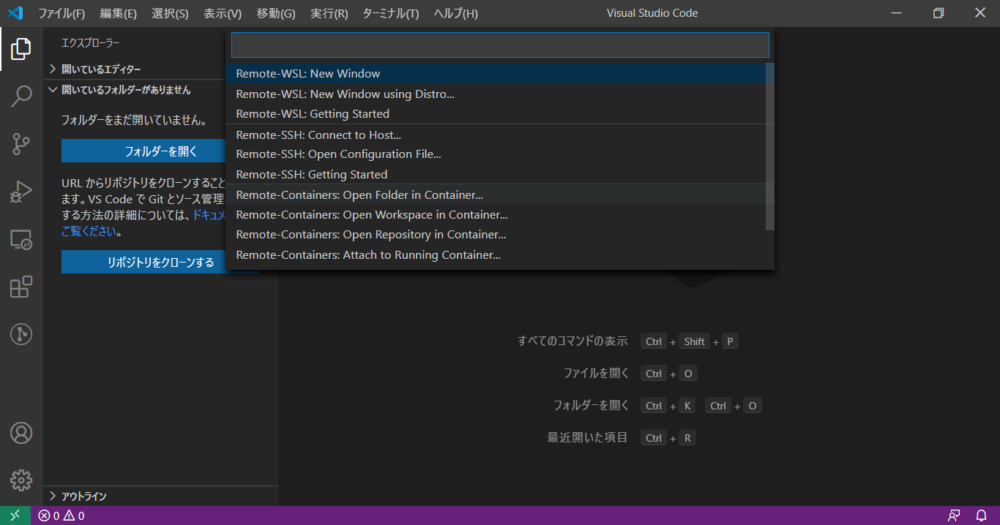 ファイル(F) 編集(E) 選択(S) 表示(V) 移動(G) 実行(R) ターミナル(T) ヘルプ(H) Visual Studio Code
エクスプローラー
開いているエディター
開いているフォルダーがありません
フォルダーをまだ開いていません。
フォルダーを開く
URL からリポジトリをクローンすること
ます。VS Code で Git とソース管理
する方法の詳細については、ドキュメ
ご覧ください。
リポジトリをクローンする
アウトライン
Remote-WSL: New Window
Remote-WSL: New Window using Distro...
Remote-WSL: Getting Started
Remote-SSH: Connect to Host...
Remote-SSH: Open Configuration File...
Remote-SSH: Getting Started
Remote-Containers: Open Folder in Container...
Remote-Containers: Open Workspace in Container...
Remote-Containers: Open Repository in Container...
Remote-Containers: Attach to Running Container...
すべてのコマンドの表示 Ctrl + Shift + P
ファイルを開く Ctrl + O
フォルダーを開く Ctrl + K Ctrl + O
最近開いた項目 Ctrl + R
0 0